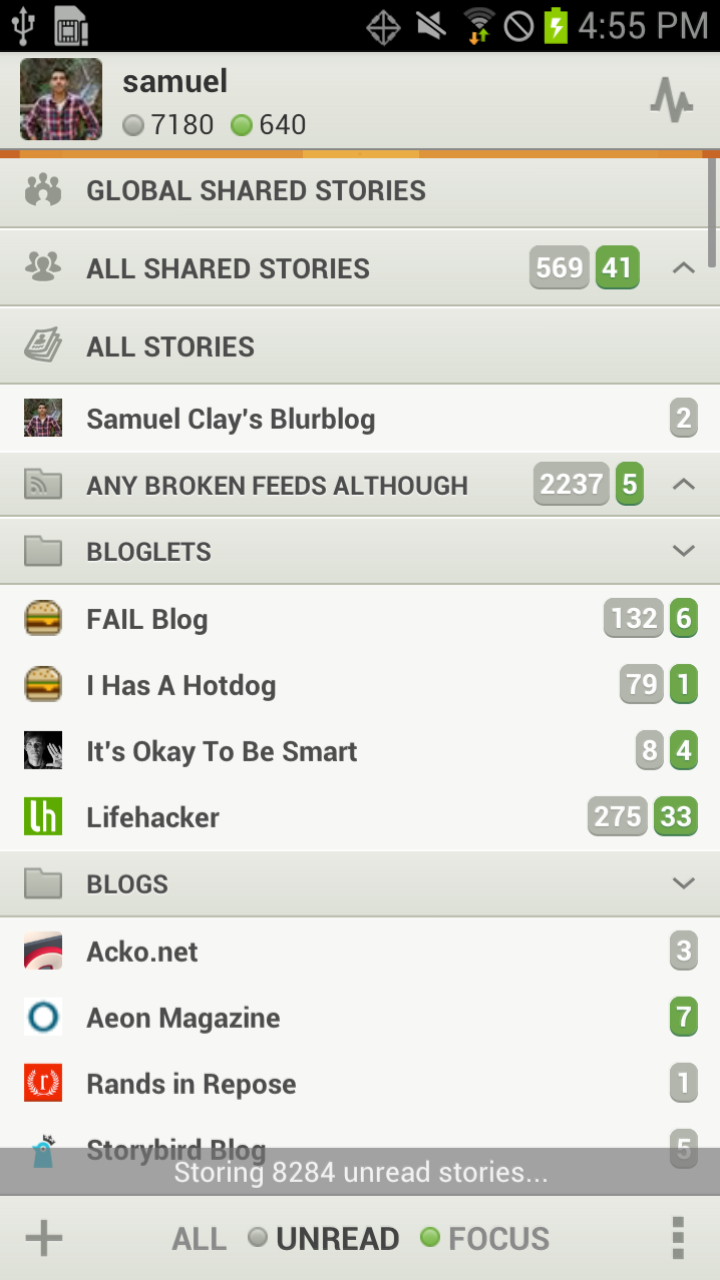 4:55 PM
samuel
7180 640
GLOBAL SHARED STORIES
ALL SHARED STORIES 569 41
ALL STORIES
Samuel Clay's Blurblog 2
ANY BROKEN FEEDS ALTHOUGH 2237 5
BLOGLETS
FAIL Blog 132 6
I Has A Hotdog 79 1
It's Okay To Be Smart 8 4
lh Lifehacker 275 33
BLOGS
Acko.net 3
Aeon Magazine 7
r Rands in Repose 1
Storybird Blog 5
Storing 8284 unread stories...
ALL UNREAD FOCUS